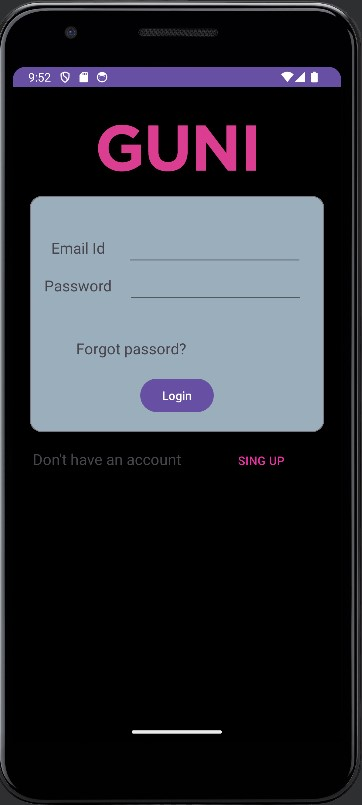 9:52
GUNI
Email Id
Password
Forgot passord?
Login
Don't have an account SING UP